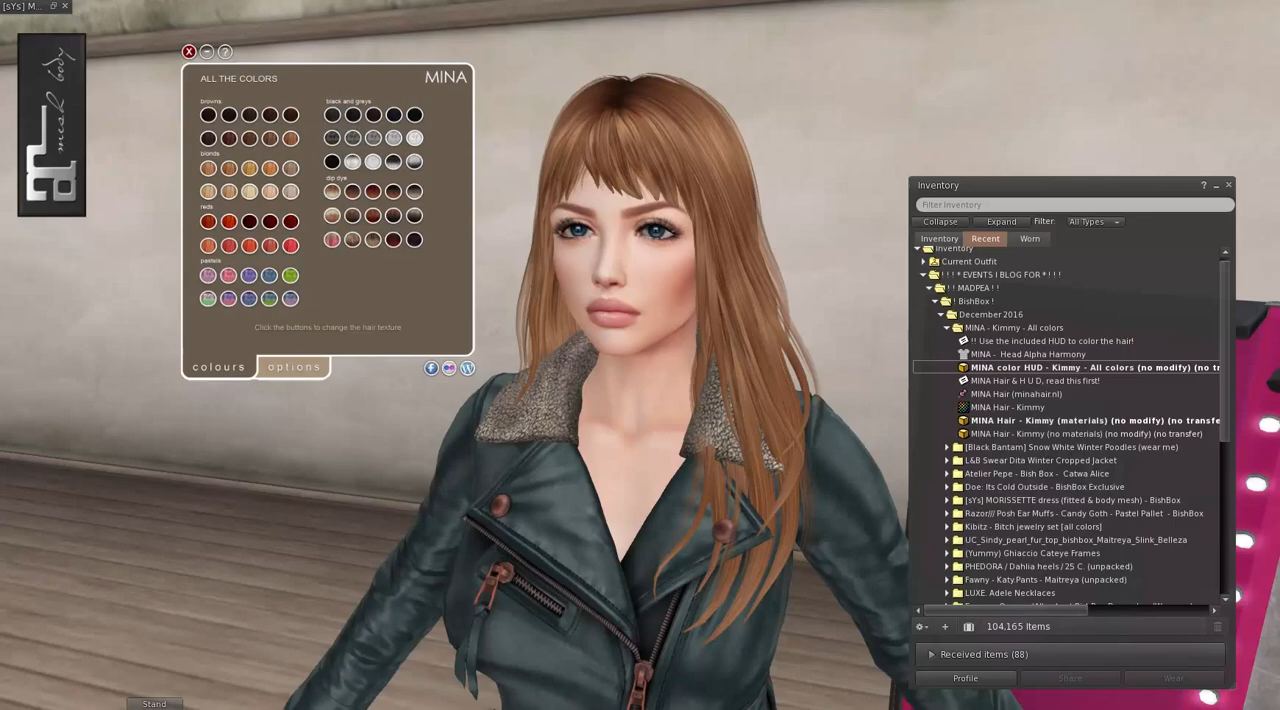 [sYs] M...
mesh body
ALL THE COLORS
MINA
browns
blonds
reds
pastels
black and greys
dip dye
Click the buttons to change the hair texture
colours
options
Inventory
Filter Inventory
Collapse Expand Filter: All Types
Inventory Recent Worn
Inventory
Current Outfit
! ! ! * EVENTS I BLOG FOR * ! ! !
! ! MADPEA ! !
! BishBox !
December 2016
MINA - Kimmy - All colors
!! Use the included HUD to color the hair!
MINA - Head Alpha Harmony
MINA color HUD - Kimmy - All colors (no modify) (no tr
MINA Hair & H U D, read this first!
MINA Hair (minahair.nl)
MINA Hair - Kimmy
MINA Hair - Kimmy (materials) (no modify) (no transfe
MINA Hair - Kimmy (no materials) (no modify) (no transfer)
[Black Bantam] Snow White Winter Poodles (wear me)
L&B Swear Dita Winter Cropped Jacket
Atelier Pepe - Bish Box - Catwa Alice
Doe: Its Cold Outside - BishBox Exclusive
[sYs] MORISSETTE dress (fitted & body mesh) - BishBox
Razor/// Posh Ear Muffs - Candy Goth - Pastel Pallet - BishBox
Kibitz - Bitch jewelry set [all colors]
UC_Sindy_pearl_fur_top_bishbox_Maitreya_Slink_Belleza
(Yummy) Ghiaccio Cateye Frames
PHEDORA / Dahlia heels / 25 C. (unpacked)
Fawny - Katy.Pants - Maitreya (unpacked)
LUXE. Adele Necklaces
104,165 Items
Received items (88)
Profile Share Wear
Stand